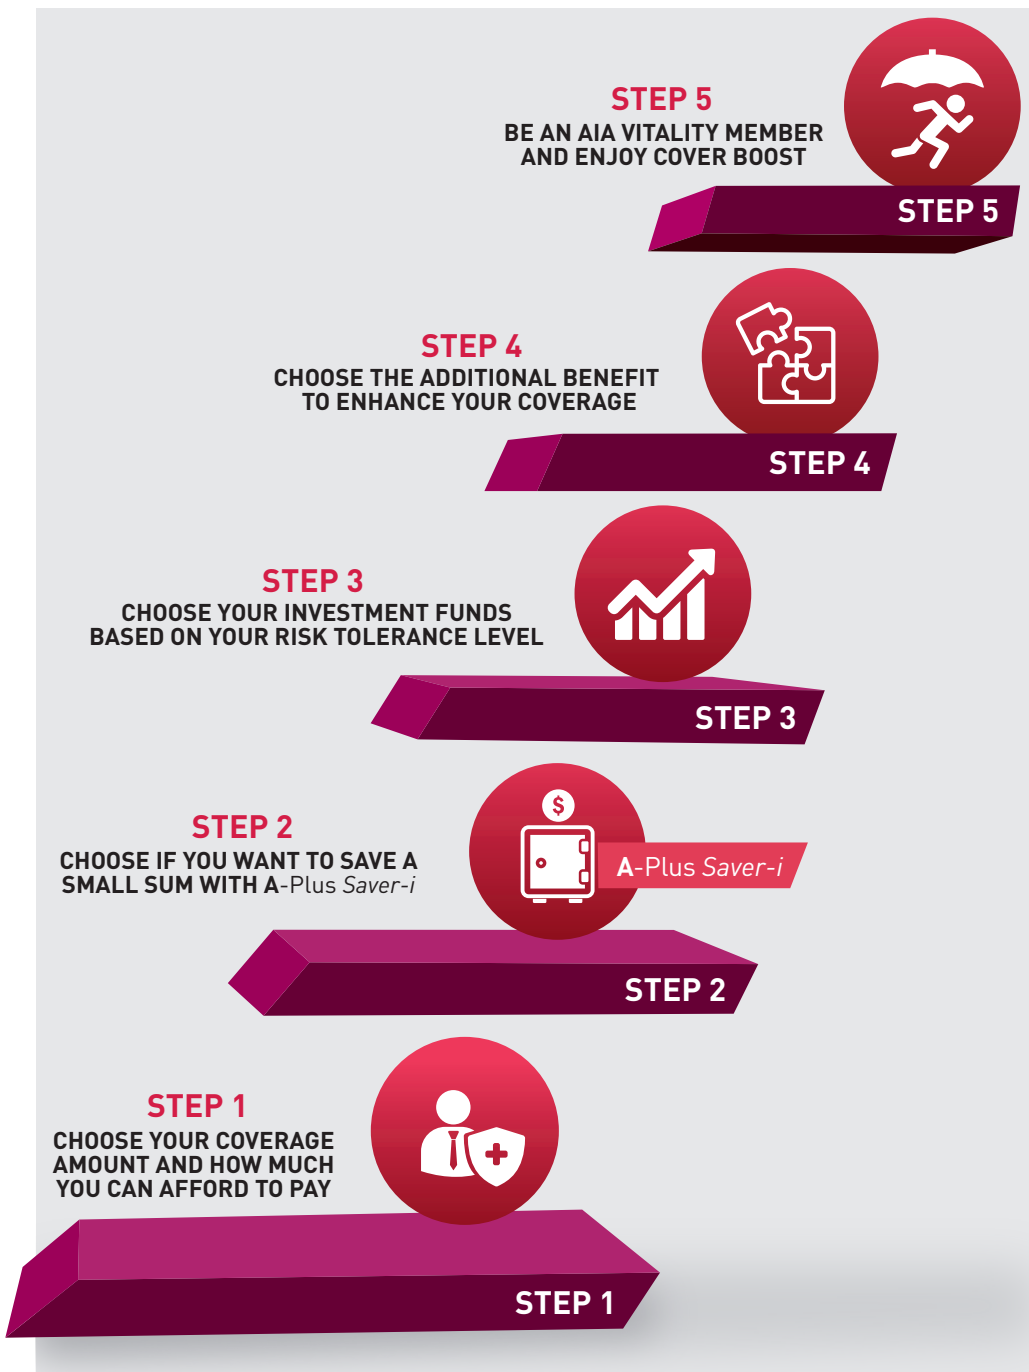 STEP 5
BE AN AIA VITALITY MEMBER
AND ENJOY COVER BOOST
STEP 5
STEP 4
CHOOSE THE ADDITIONAL BENEFIT
TO ENHANCE YOUR COVERAGE
STEP 4
STEP 3
CHOOSE YOUR INVESTMENT FUNDS
BASED ON YOUR RISK TOLERANCE LEVEL
STEP 3
$
STEP 2
CHOOSE IF YOU WANT TO SAVE A
SMALL SUM WITH A-Plus Saver-i
A-Plus Saver-i
STEP 2
STEP 1
CHOOSE YOUR COVERAGE
AMOUNT AND HOW MUCH
YOU CAN AFFORD TO PAY
STEP 1